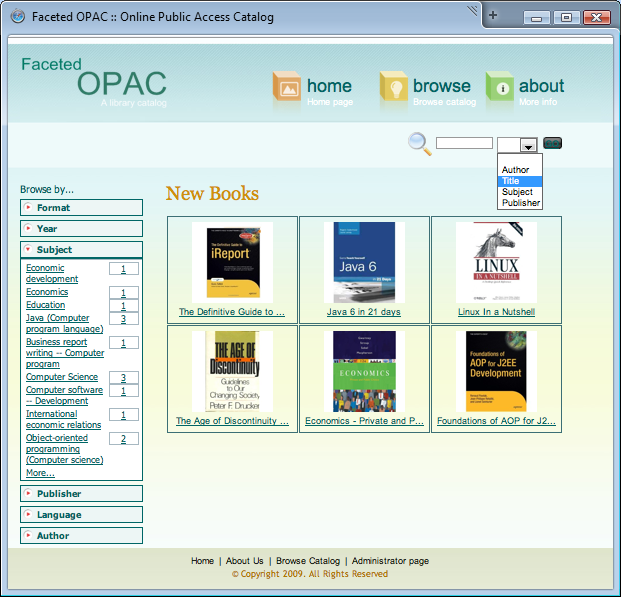 Faceted OPAC :: Online Public Access Catalog
Faceted
OPAC
A library catalog
home
Home page
browse
Browse catalog
about
More info
Author
Title
Subject
Publisher
Browse by...
Format
Year
Subject
Economic development 1
Economics 1
Education 1
Java (Computer program language) 3
Business report writing -- Computer program 1
Computer Science 3
Computer software -- Development 1
International economic relations 1
Object-oriented programming (Computer science) 2
More...
Publisher
Language
Author
New Books
The Definitive Guide to
iReport
The Definitive Guide to ...
Java 6
Java 6 in 21 days
LINUX
IN A NUTSHELL
O'REILLY
Linux In a Nutshell
THE AGE OF
Discontinuity
Guidelines
to Our
Changing Society
Peter F. Drucker
The Age of Discontinuity ...
ECONOMICS
Economics - Private and P...
Foundations of
AOP for J2EE
Development
Foundations of AOP for J2...
Home | About Us | Browse Catalog | Administrator page
© Copyright 2009. All Rights Reserved